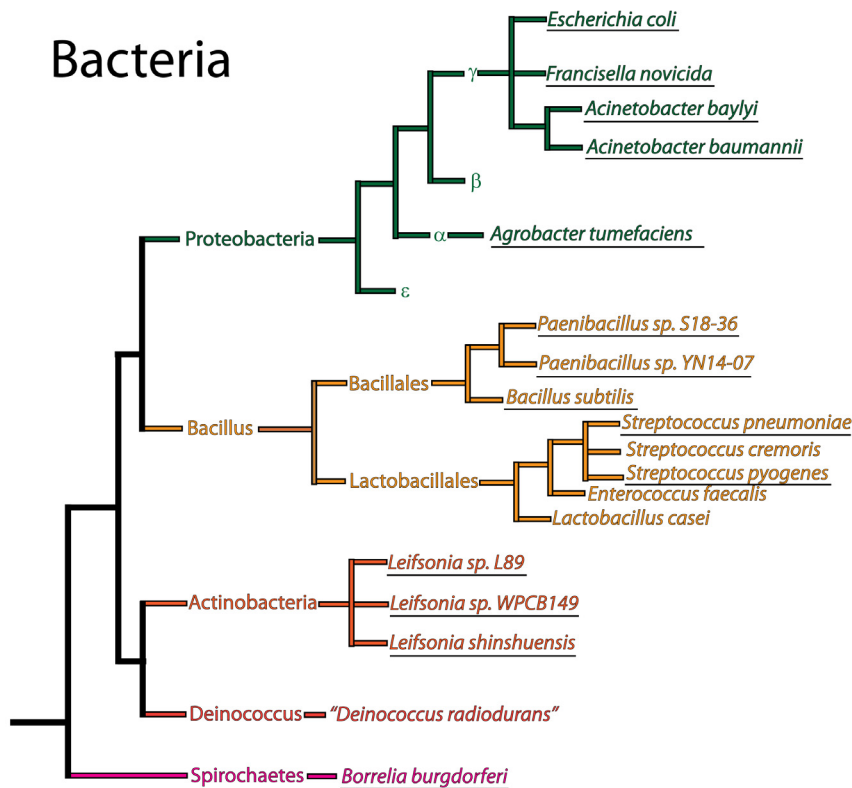 Bacteria
Escherichia coli
γ
Francisella novicida
Acinetobacter baylyi
Acinetobacter baumannii
β
Proteobacteria
α
Agrobacter tumefaciens
ε
Paenibacillus sp. S18-36
Paenibacillus sp. YN14-07
Bacillales
Bacillus subtilis
Bacillus
Streptococcus pneumoniae
Streptococcus cremoris
Lactobacillales
Streptococcus pyogenes
Enterococcus faecalis
Lactobacillus casei
Leifsonia sp. L89
Actinobacteria
Leifsonia sp. WPCB149
Leifsonia shinshuensis
Deinococcus
“Deinococcus radiodurans”
Spirochaetes
Borrelia burgdorferi